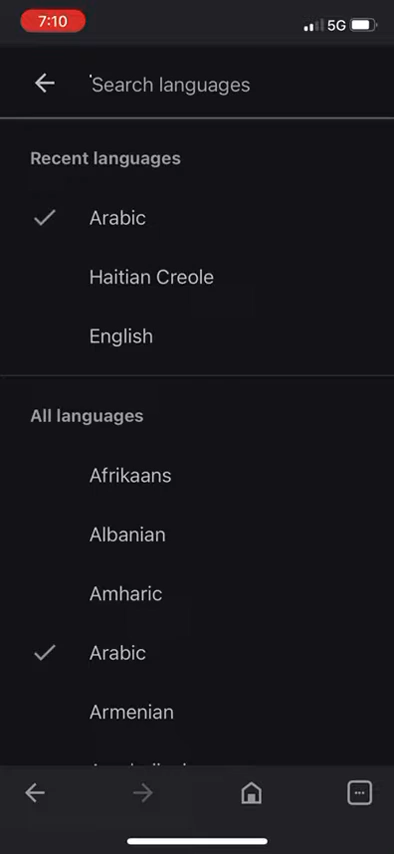 7:10
5G
Search languages
Recent languages
Arabic
Haitian Creole
English
All languages
Afrikaans
Albanian
Amharic
Arabic
Armenian